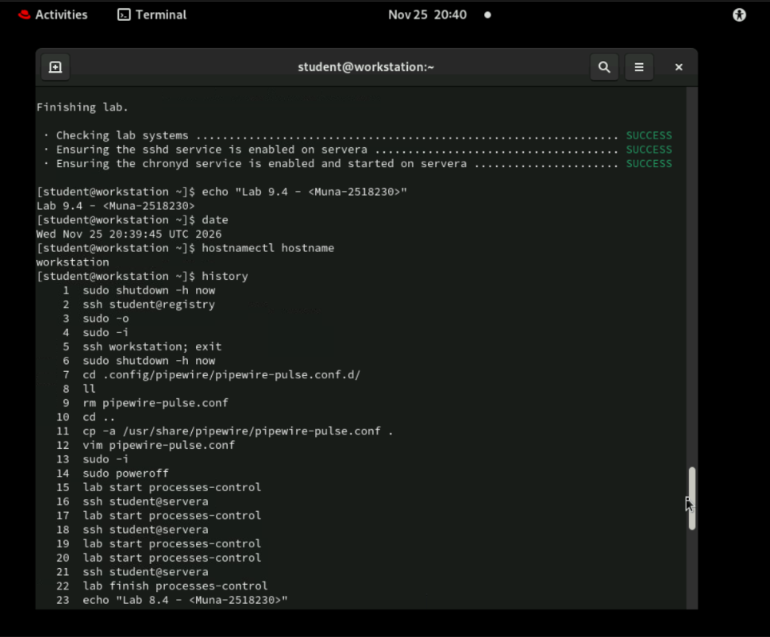 Activities Terminal Nov 25 20:40
student@workstation:~
Finishing lab.
· Checking lab systems ................................................................ SUCCESS
· Ensuring the sshd service is enabled on servera ..................................... SUCCESS
· Ensuring the chronyd service is enabled and started on servera ...................... SUCCESS
[student@workstation ~]$ echo "Lab 9.4 - <Muna-2518230>"
Lab 9.4 - <Muna-2518230>
[student@workstation ~]$ date
Wed Nov 25 20:39:45 UTC 2026
[student@workstation ~]$ hostnamectl hostname
workstation
[student@workstation ~]$ history
1 sudo shutdown -h now
2 ssh student@registry
3 sudo -o
4 sudo -i
5 ssh workstation; exit
6 sudo shutdown -h now
7 cd .config/pipewire/pipewire-pulse.conf.d/
8 ll
9 rm pipewire-pulse.conf
10 cd ..
11 cp -a /usr/share/pipewire/pipewire-pulse.conf .
12 vim pipewire-pulse.conf
13 sudo -i
14 sudo poweroff
15 lab start processes-control
16 ssh student@servera
17 lab start processes-control
18 ssh student@servera
19 lab start processes-control
20 lab start processes-control
21 ssh student@servera
22 lab finish processes-control
23 echo "Lab 8.4 - <Muna-2518230>"